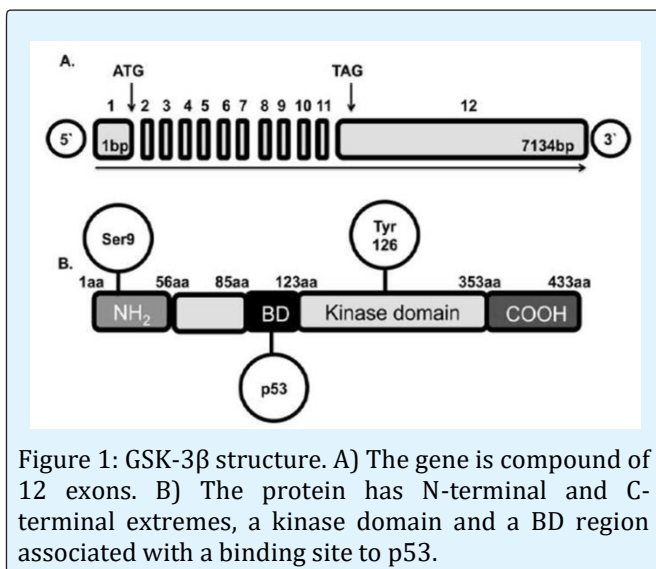 A.
ATG TAG
1 2 3 4 5 6 7 8 9 10 11 12
5` 1bp 7134bp 3`
Ser9 Tyr
126
B.
1aa 56aa 85aa 123aa 353aa 433aa
NH2 BD Kinase domain COOH
p53
Figure 1: GSK-3β structure. A) The gene is compound of
12 exons. B) The protein has N-terminal and C-
terminal extremes, a kinase domain and a BD region
associated with a binding site to p53.